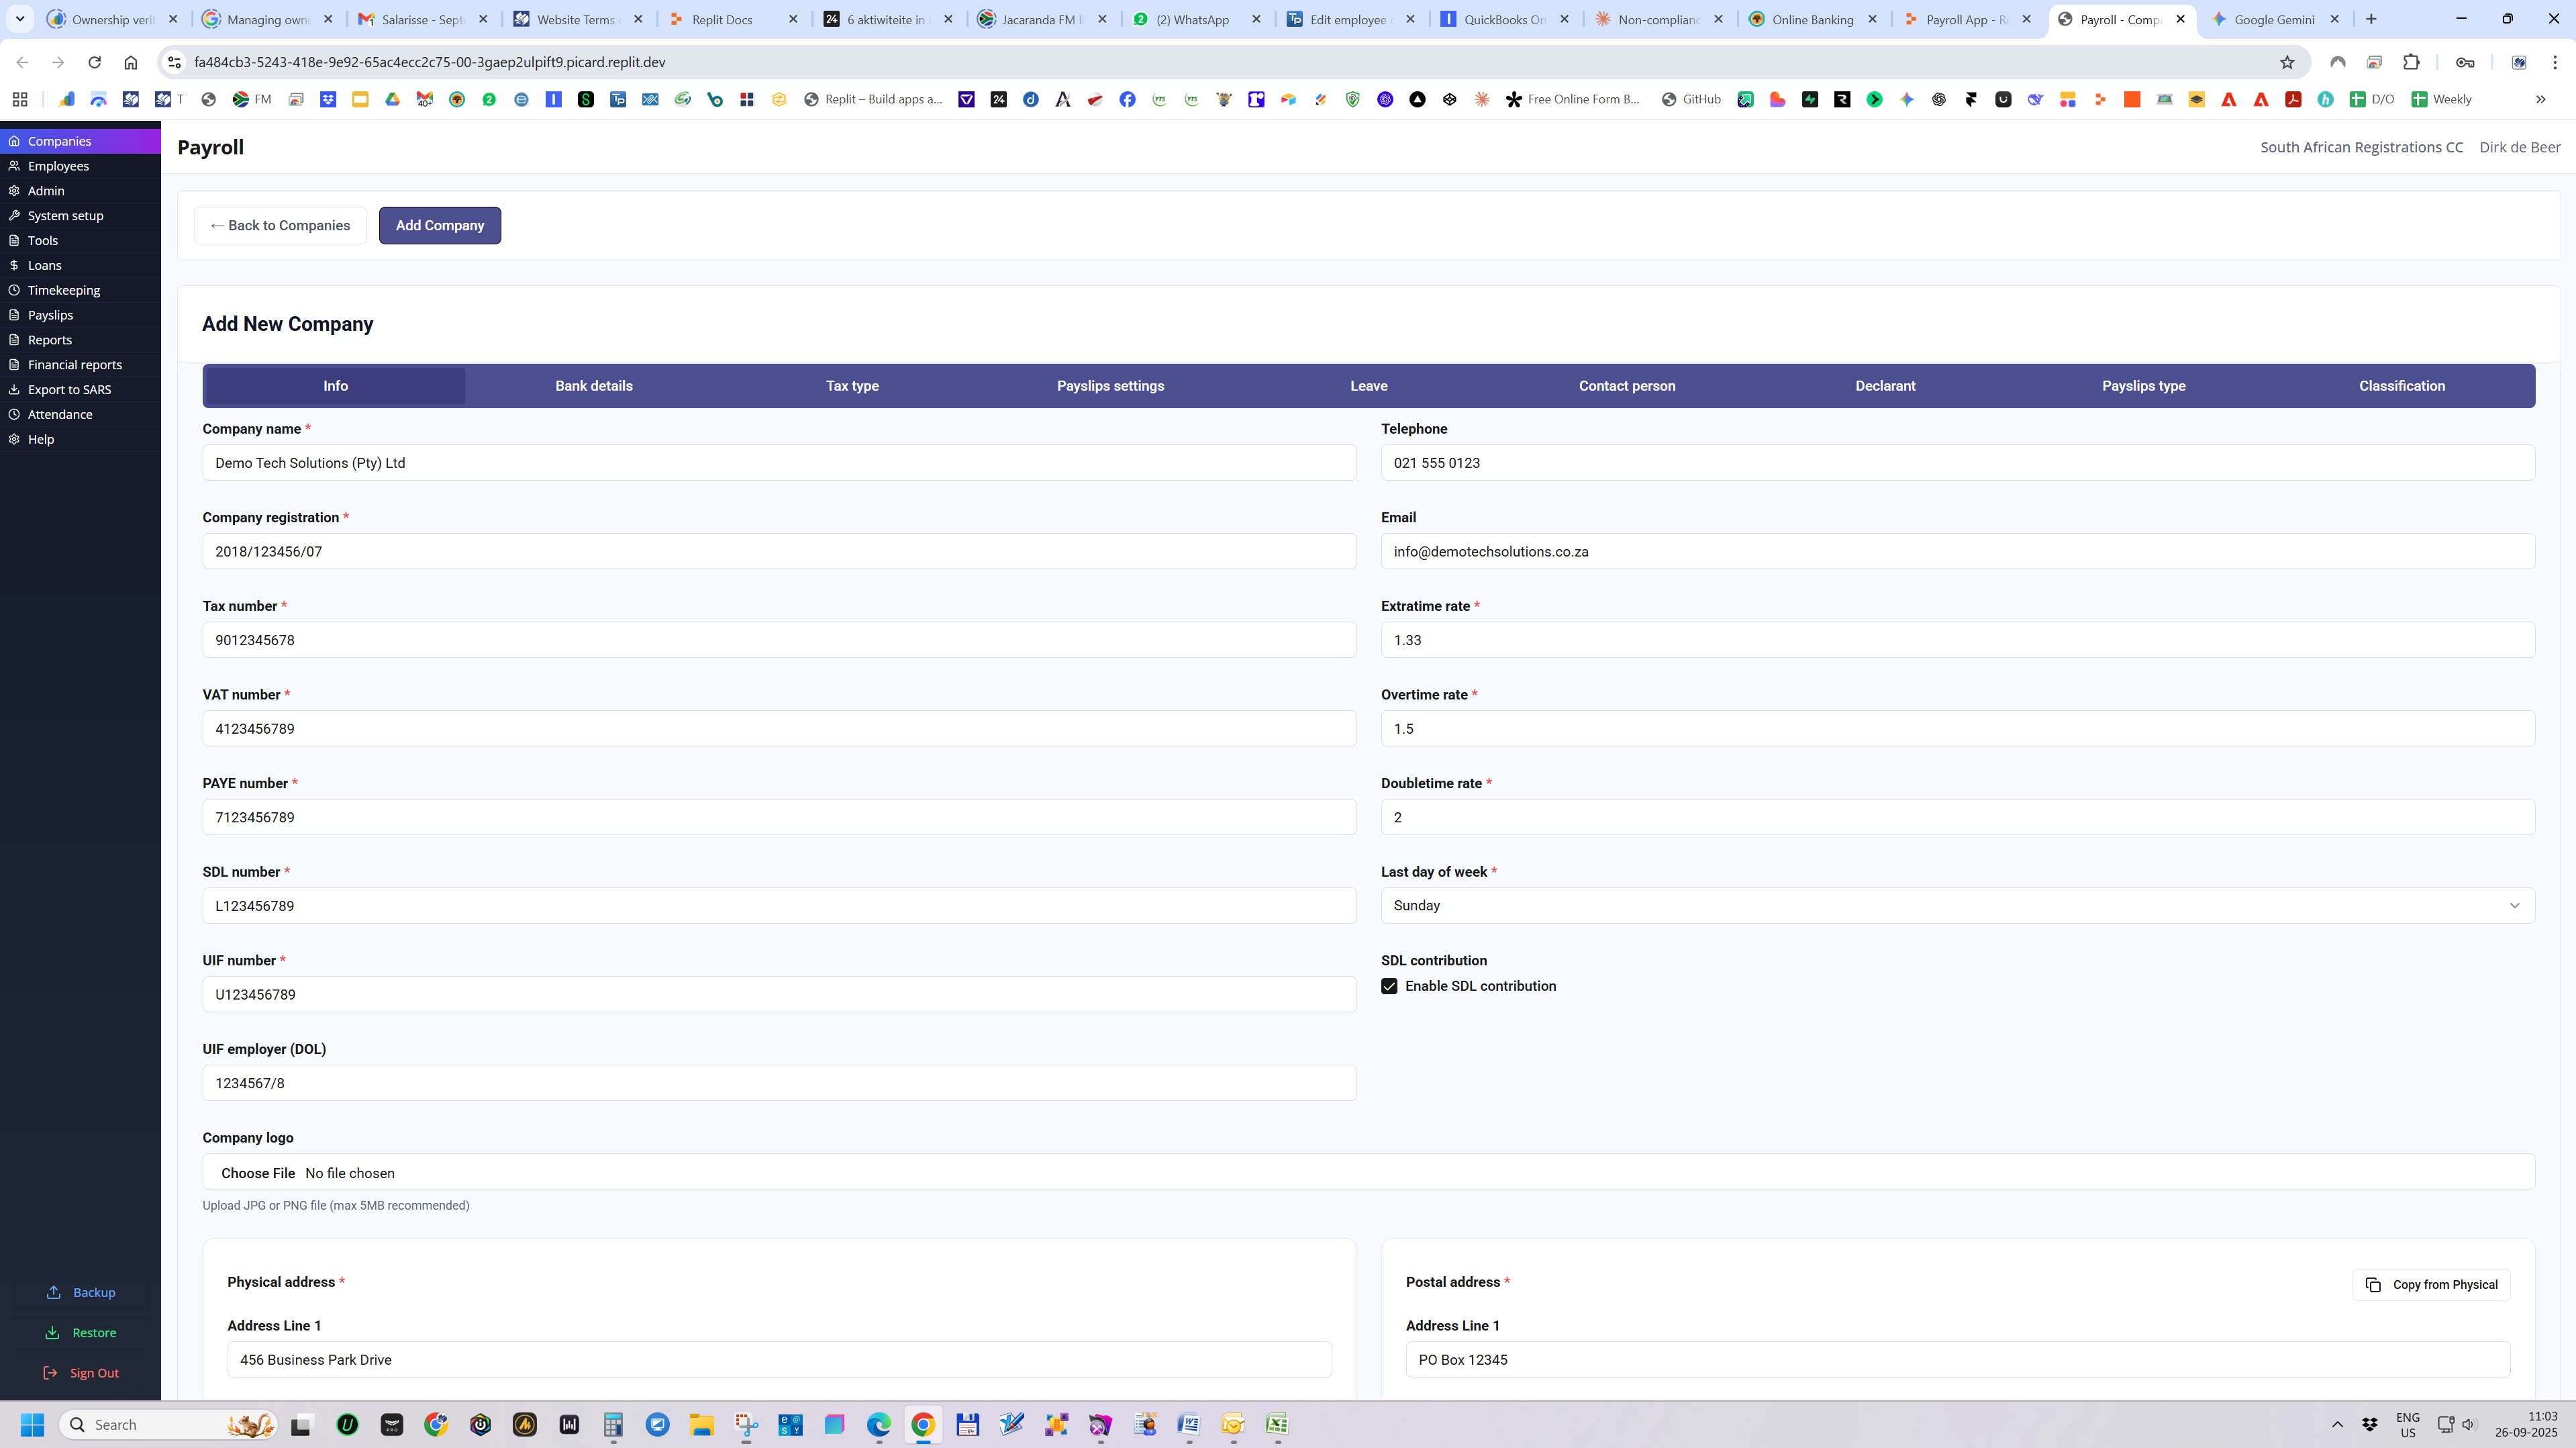 Ownership verif
Managing owne
Salarisse - Sept
Website Terms
Replit Docs
6 aktiwiteite in
Jacaranda FM li
(2) WhatsApp
Edit employee
QuickBooks On
Non-complianc
Online Banking
Payroll App - Re
Payroll - Comp
Google Gemini
fa484cb3-5243-418e-9e92-65ac4ecc2c75-00-3gaep2ulpift9.picard.replit.dev
T
FM
Replit – Build apps a...
Free Online Form B...
GitHub
D/O
Weekly
Companies
Employees
Admin
System setup
Tools
Loans
Timekeeping
Payslips
Reports
Financial reports
Export to SARS
Attendance
Help
Backup
Restore
Sign Out
Payroll
South African Registrations CC Dirk de Beer
← Back to Companies
Add Company
Add New Company
Info
Bank details
Tax type
Payslips settings
Leave
Contact person
Declarant
Payslips type
Classification
Company name *
Demo Tech Solutions (Pty) Ltd
Telephone
021 555 0123
Company registration *
2018/123456/07
Email
info@demotechsolutions.co.za
Tax number *
9012345678
Extratime rate *
1.33
VAT number *
4123456789
Overtime rate *
1.5
PAYE number *
7123456789
Doubletime rate *
2
SDL number *
L123456789
Last day of week *
Sunday
UIF number *
U123456789
SDL contribution
Enable SDL contribution
UIF employer (DOL)
1234567/8
Company logo
Choose File No file chosen
Upload JPG or PNG file (max 5MB recommended)
Physical address *
Address Line 1
456 Business Park Drive
Postal address *
Copy from Physical
Address Line 1
PO Box 12345
Search
ENG
US
11:03
26-09-2025